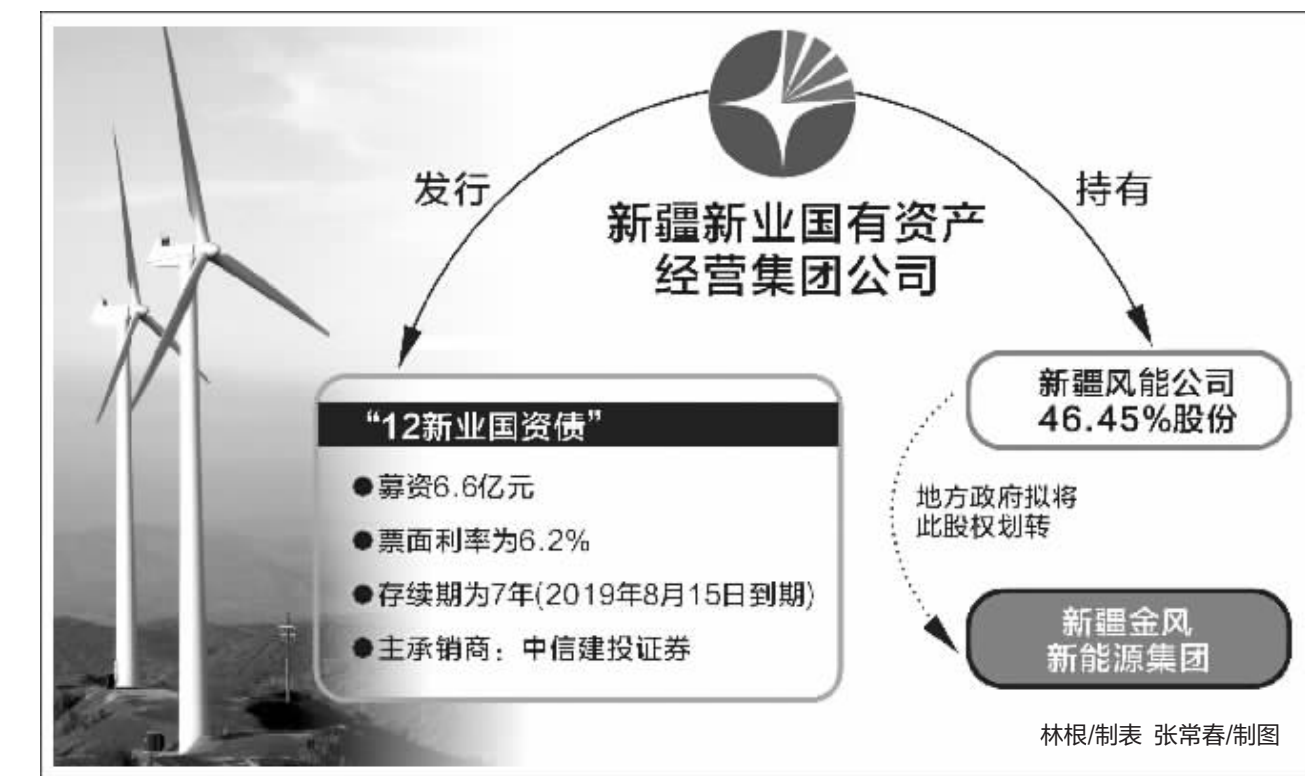 发行
持有
新疆新业国有资产
经营集团公司
“12新业国资债”
●募资6.6亿元
●票面利率为6.2%
●存续期为7年(2019年8月15日到期)
●主承销商：中信建投证券
新疆风能公司
46.45%股份
地方政府拟将
此股权划转
新疆金风
新能源集团
林根/制表 张常春/制图